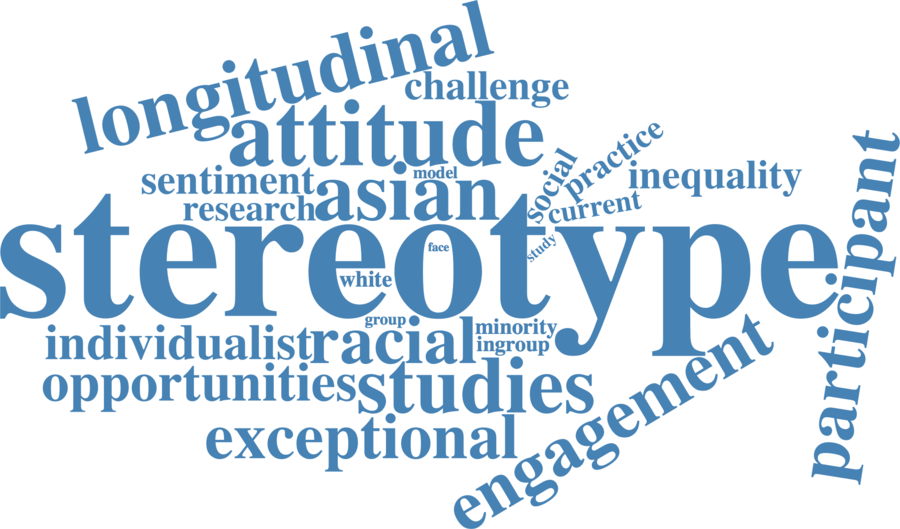 longitudinal
challenge
attitude
practice
social
model
sentiment
asian
inequality
research
current
participant
stereotype
face
study
white
group
minority
individualist
racial
ingroup
opportunities
studies
engagement
exceptional